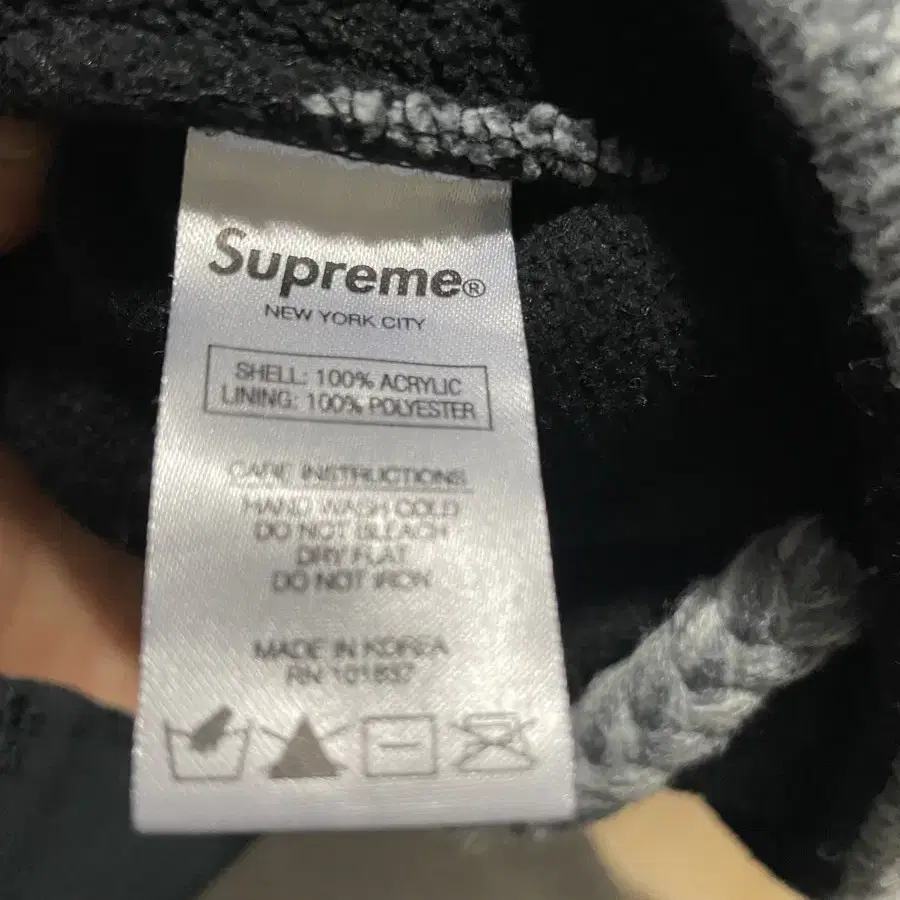 Supreme®
NEW YORK CITY
SHELL: 100% ACRYLIC
LINING: 100% POLYESTER
CARE INSTRUCTIONS
HAND WASH COLD
DO NOT BLEACH
DRY FLAT
DO NOT IRON
MADE IN KOREA
RN 101837